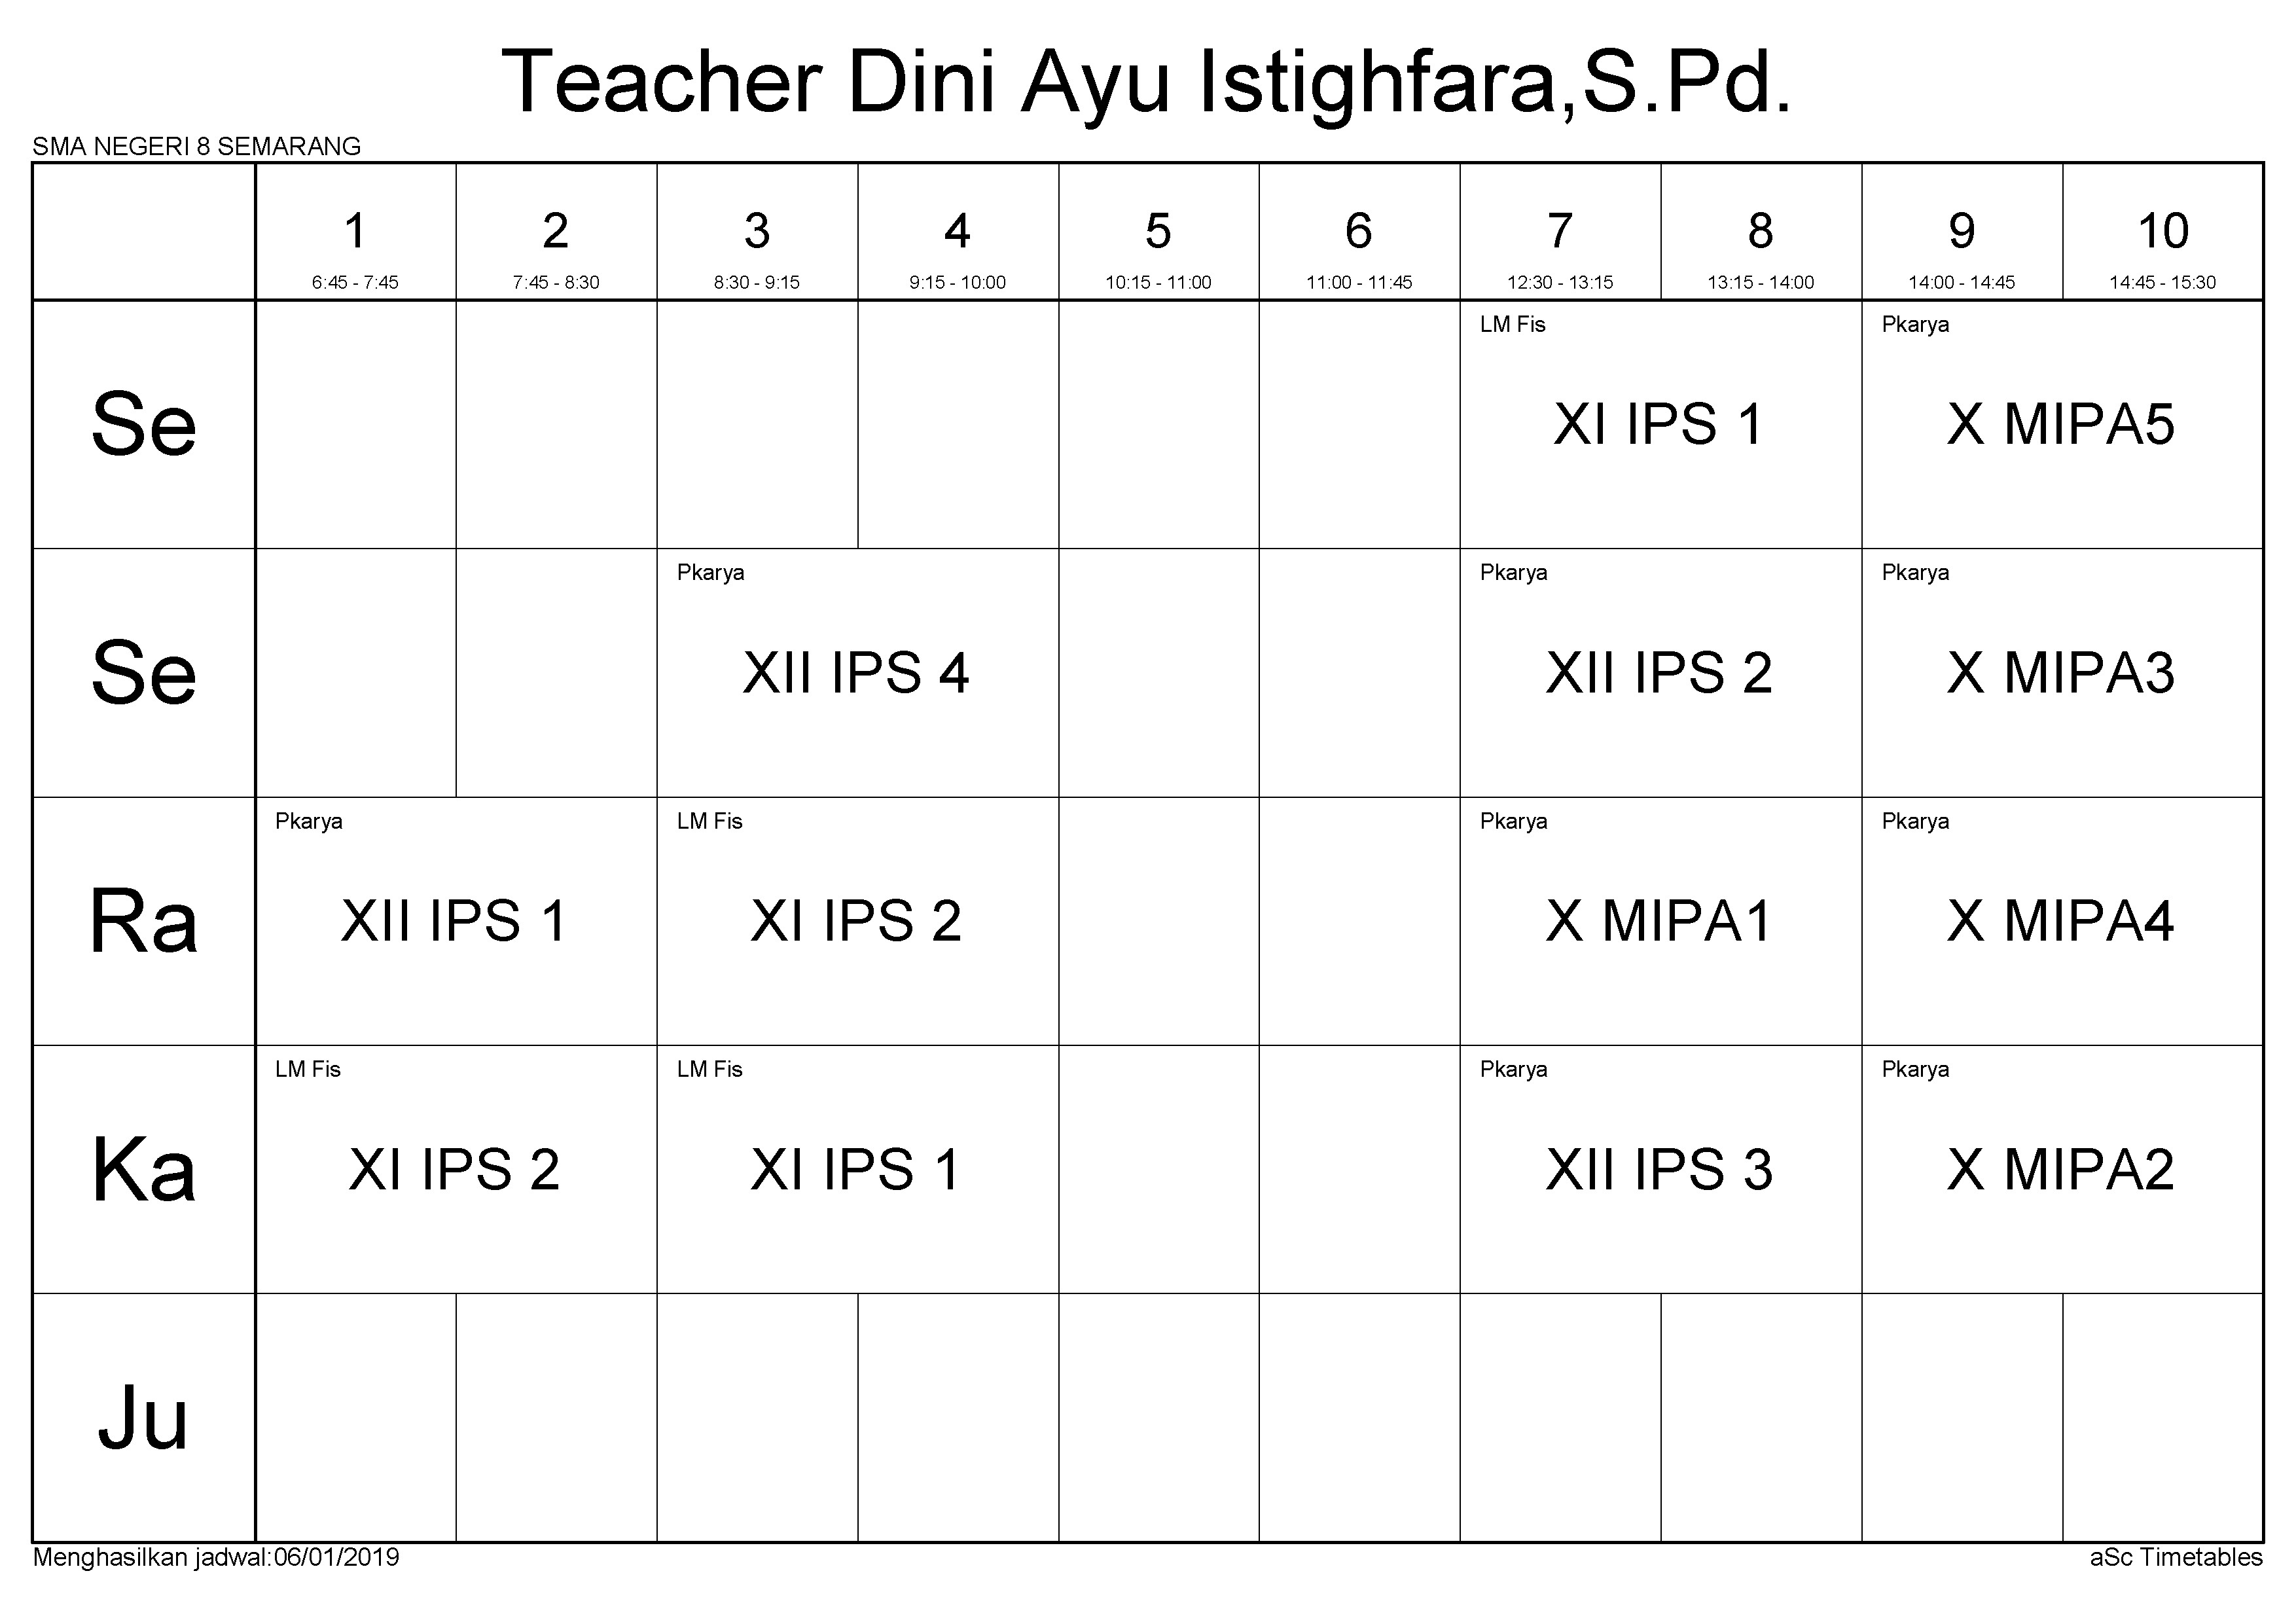 Teacher Dini Ayu Istighfara,S.Pd.
SMA NEGERI 8 SEMARANG
1 2 3 4 5 6 7 8 9 10
6:45 - 7:45 7:45 - 8:30 8:30 - 9:15 9:15 - 10:00 10:15 - 11:00 11:00 - 11:45 12:30 - 13:15 13:15 - 14:00 14:00 - 14:45 14:45 - 15:30
LM Fis Pkarya
Se XI IPS 1 X MIPA5
Pkarya Pkarya Pkarya
Se XII IPS 4 XII IPS 2 X MIPA3
Pkarya LM Fis Pkarya Pkarya
Ra XII IPS 1 XI IPS 2 X MIPA1 X MIPA4
LM Fis LM Fis Pkarya Pkarya
Ka XI IPS 2 XI IPS 1 XII IPS 3 X MIPA2
Ju
Menghasilkan jadwal:06/01/2019 aSc Timetables